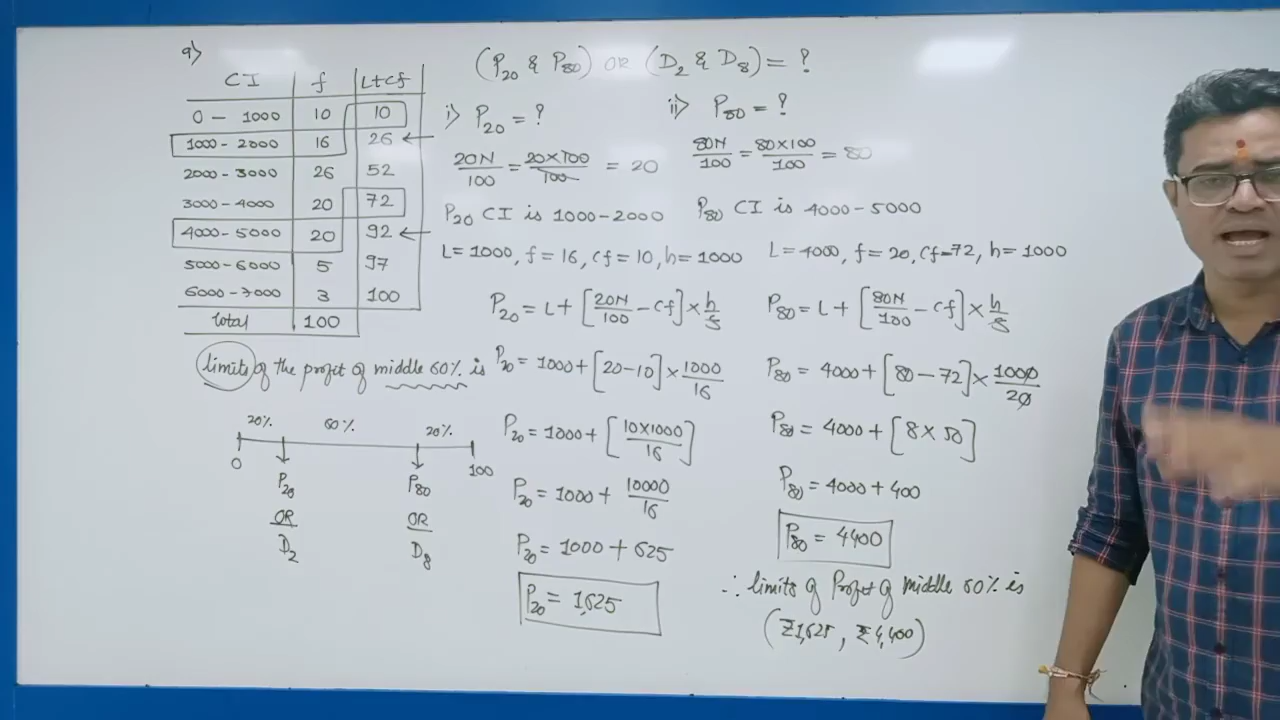 9)
(P20 & P80) OR (D2 & D8) = ?
CI f L+cf
0 - 1000 10 10
1000 - 2000 16 26 ←
2000 - 3000 26 52
3000 - 4000 20 72
4000 - 5000 20 92 ←
5000 - 6000 5 97
6000 - 7000 3 100
Total 100
limits of the profit of middle 60% is
20% 60% 20%
0 100
P20 P80
OR OR
D2 D8
i) P20 = ?
20N/100 = 20×100/100 = 20
P20 CI is 1000 - 2000
L = 1000, f = 16, cf = 10, h = 1000
P20 = L + [20N/100 - cf] × h/f
P20 = 1000 + [20-10] × 1000/16
P20 = 1000 + [10×1000/16]
P20 = 1000 + 10000/16
P20 = 1000 + 625
P20 = 1,625
ii) P80 = ?
80N/100 = 80×100/100 = 80
P80 CI is 4000 - 5000
L = 4000, f = 20, cf = 72, h = 1000
P80 = L + [80N/100 - cf] × h/f
P80 = 4000 + [80 - 72] × 1000/20
P80 = 4000 + [8 × 50]
P80 = 4000 + 400
P80 = 4400
∴ limits of Profit of middle 60% is
(₹1,625, ₹4,400)